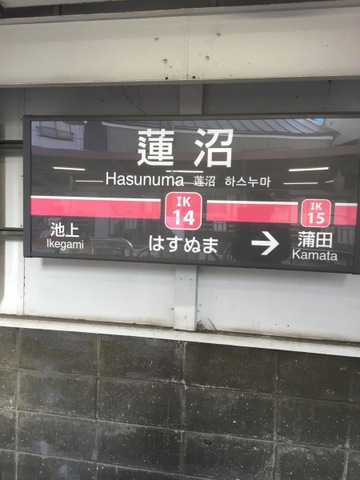 蓮沼
Hasunuma 莲沼 하스누마
IK
14
IK
15
池上
Ikegami
はすぬま
→
蒲田
Kamata